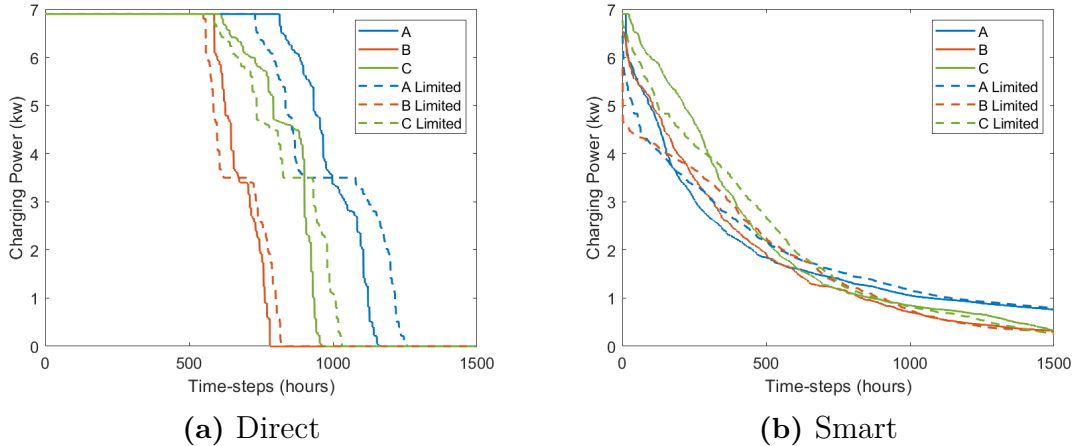 7
6
5
4
3
2
1
0
Charging Power (kw)
0
500
1000
1500
Time-steps (hours)
A
B
C
A Limited
B Limited
C Limited
(a) Direct
7
6
5
4
3
2
1
0
Charging Power (kw)
0
500
1000
1500
Time-steps (hours)
A
B
C
A Limited
B Limited
C Limited
(b) Smart